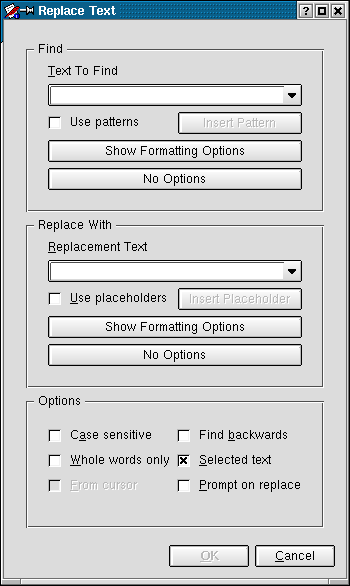 Replace Text
Find
Text To Find
Use patterns
Insert Pattern
Show Formatting Options
No Options
Replace With
Replacement Text
Use placeholders
Insert Placeholder
Show Formatting Options
No Options
Options
Case sensitive Find backwards
Whole words only Selected text
From cursor Prompt on replace
OK Cancel